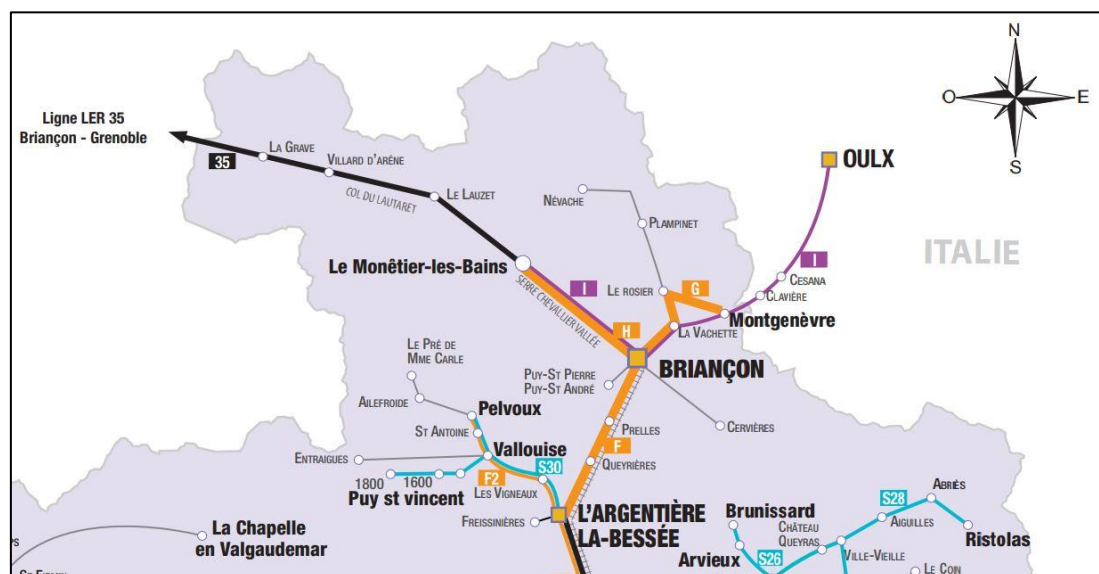 N
O
E
S
Ligne LER 35
Briançon - Grenoble
35
LA GRAVE
VILLARD D'ARÈNE
COL DU LAUTARET
LE LAUZET
OULX
NÉVACHE
PLAMPINET
ITALIE
Le Monêtier-les-Bains
SERRE CHEVALLIER VALLÉE
I
I
CESANA
CLAVIÈRE
LE ROSIER
G
Montgenèvre
H
LA VACHETTE
LE PRÉ DE
MME CARLE
BRIANÇON
PUY-ST PIERRE
PUY-ST ANDRÉ
AILEFROIDE
Pelvoux
ST ANTOINE
PRELLES
CERVIÈRES
F
ENTRAIGUES
Vallouise
QUEYRIÈRES
S30
1800
1600
F2
Puy st vincent
LES VIGNEAUX
ABRIÈS
S28
FREISSINIÈRES
L'ARGENTIÈRE
LA-BESSÉE
Brunissard
AIGUILLES
CHÂTEAU
QUEYRAS
Ristolas
La Chapelle
en Valgaudemar
Arvieux
S26
VILLE-VIEILLE
LE COIN